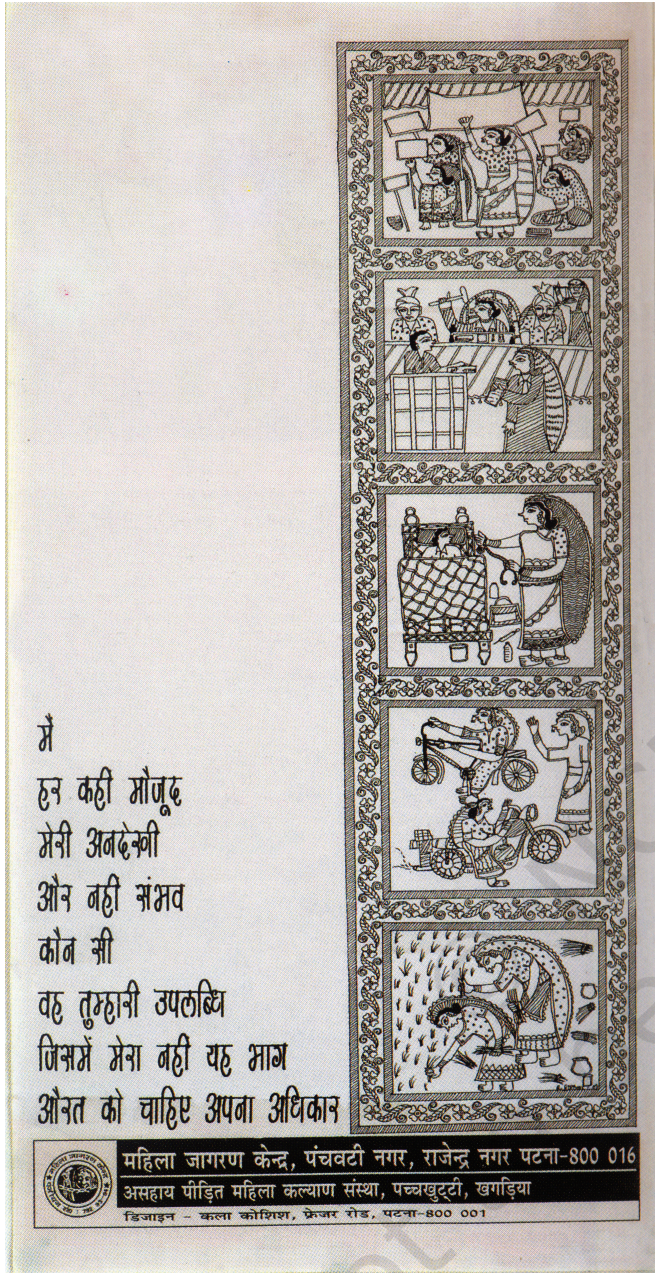 मैं
हर कहीं मौजूद
मेरी अनदेखी
और नहीं संभव
कौन सी
वह तुम्हारी उपलब्धि
जिसमें मेरा नहीं यह भाग
औरत को चाहिए अपना अधिकार
महिला जागरण केन्द्र, पंचवटी नगर, राजेन्द्र नगर पटना-800 016
असहाय पीड़ित महिला कल्याण संस्था, पच्चखुट्टी, खगड़िया
डिजाइन - कला कोशिश, फ्रेजर रोड, पटना-800 001